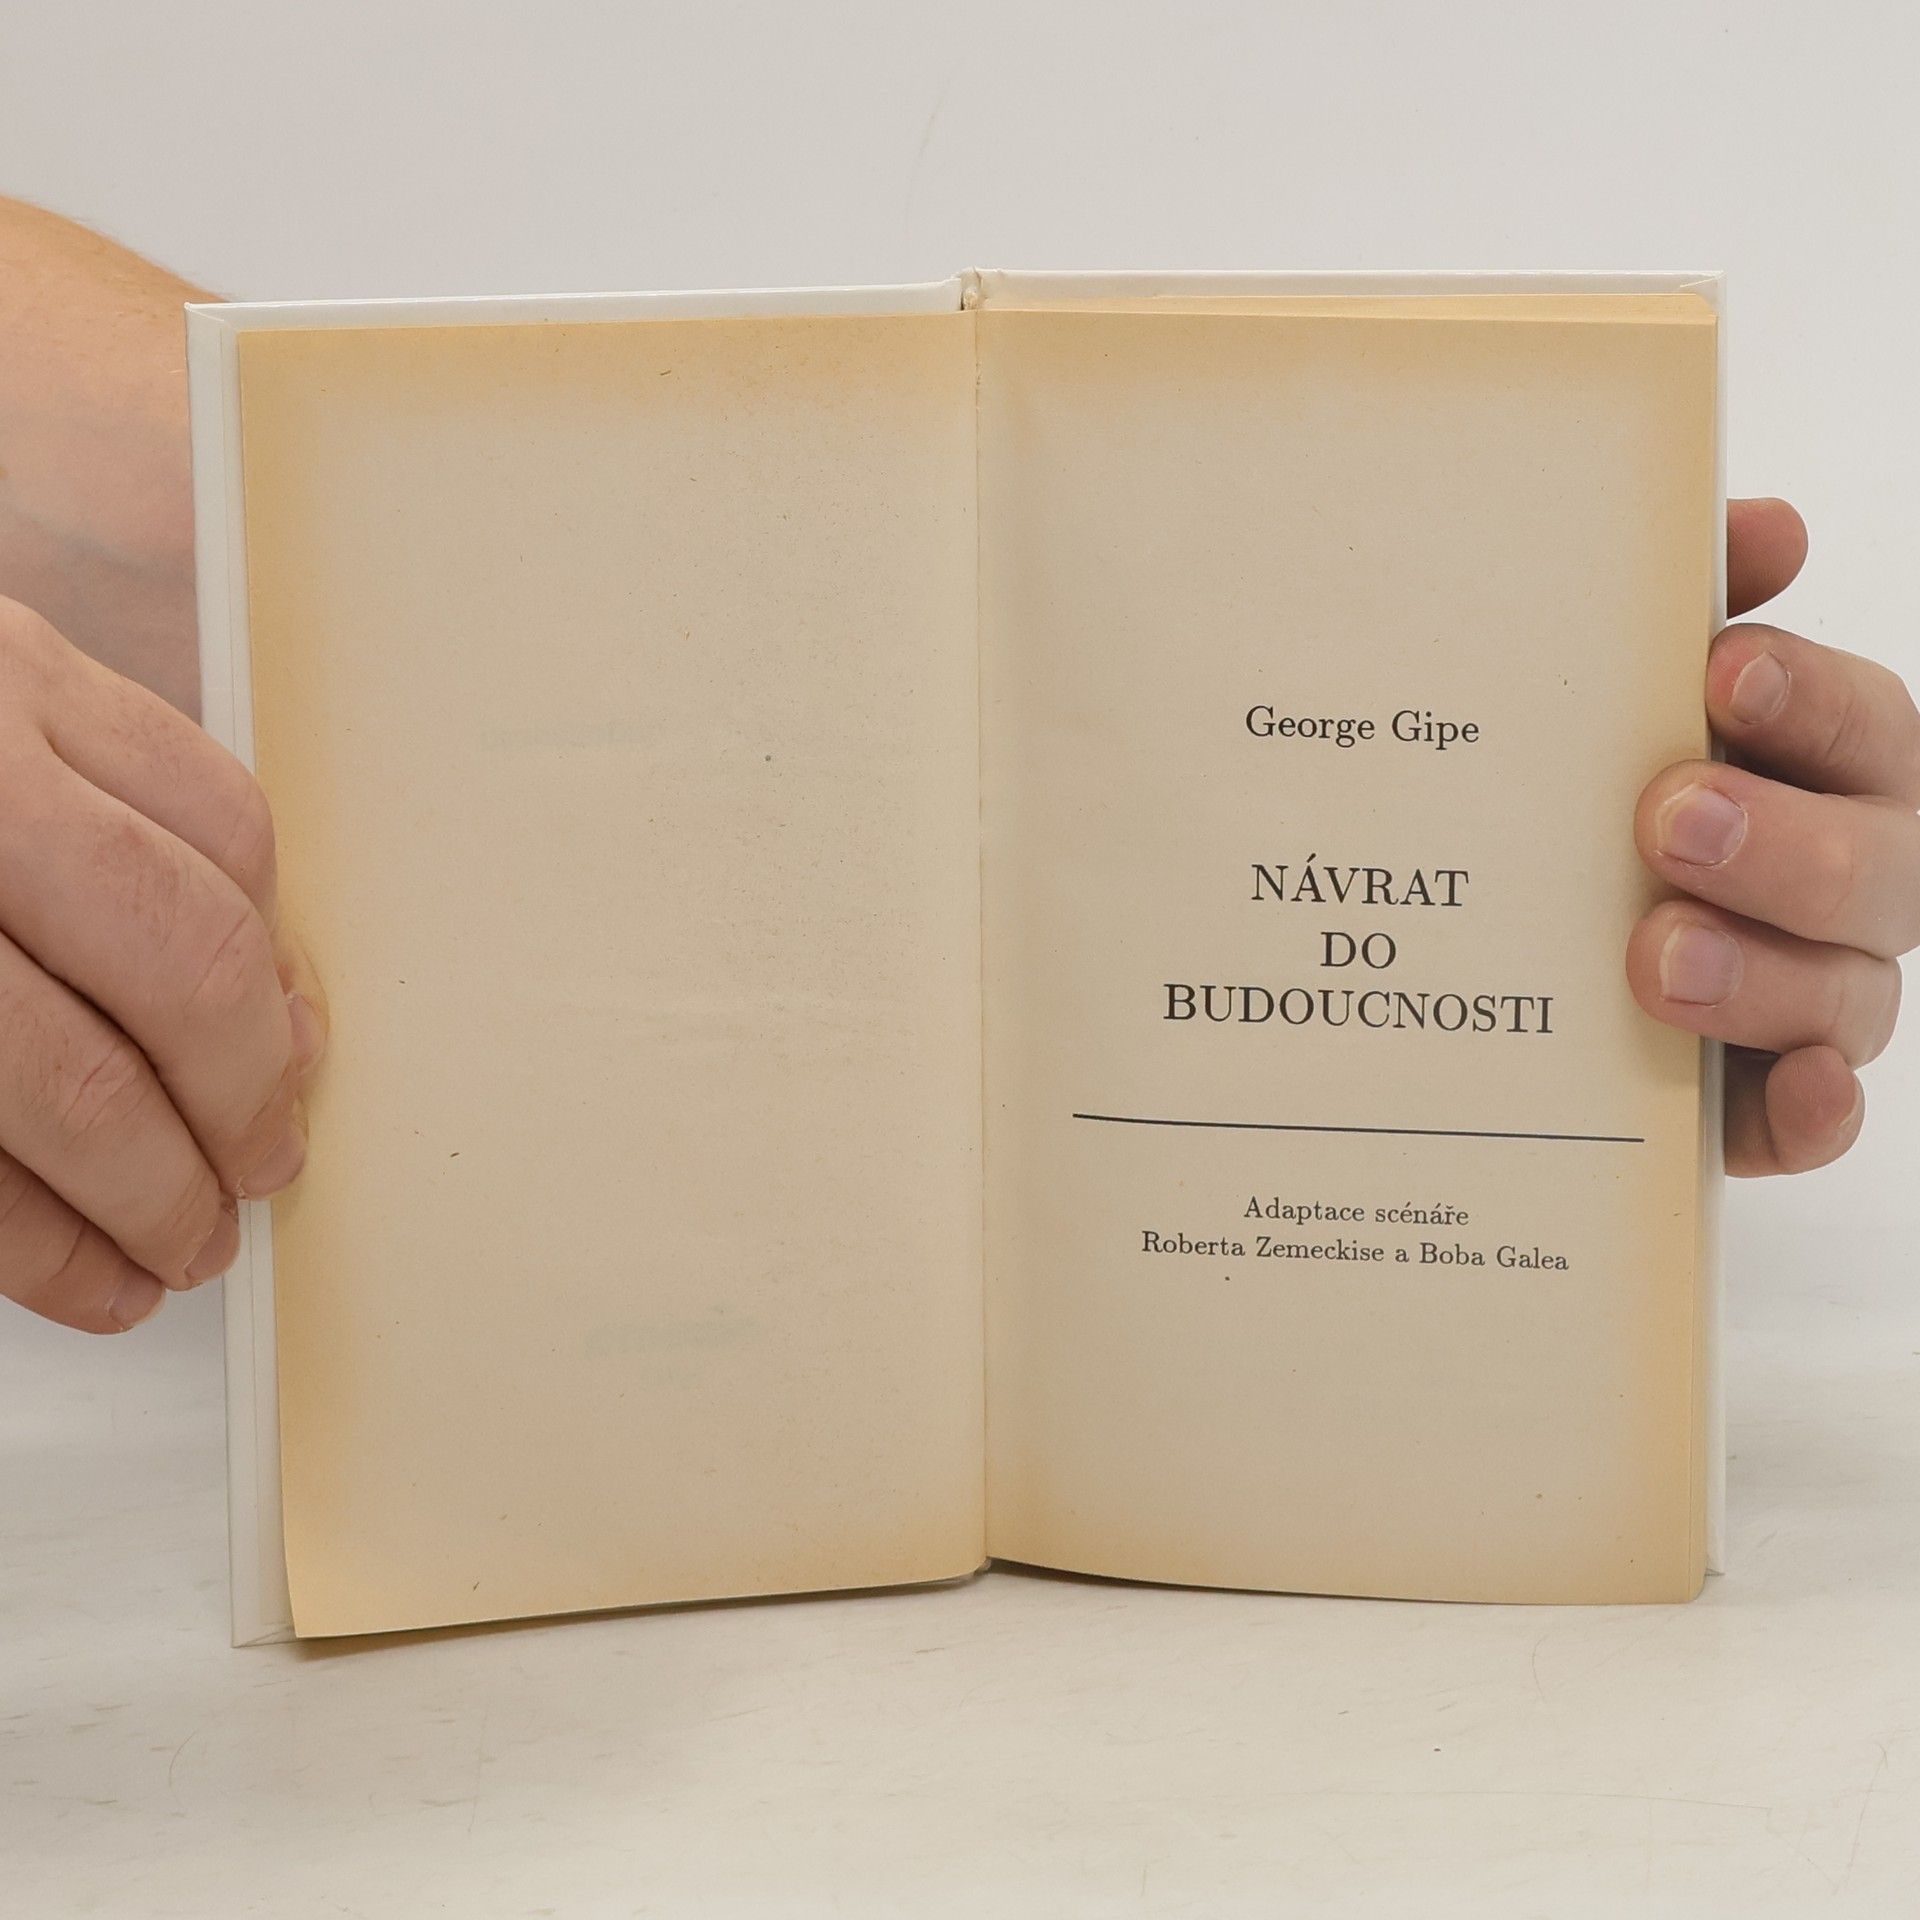 George Gipe
NÁVRAT
DO
BUDOUCNOSTI
Adaptace scénáře
Roberta Zemeckise a Boba Galea